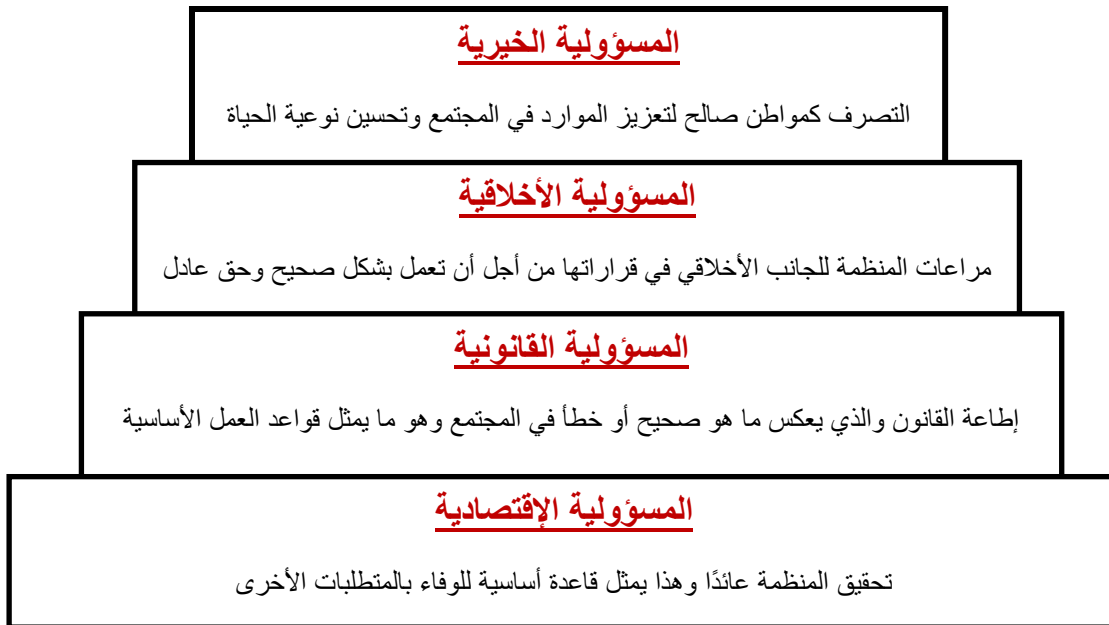 المسؤولية الخيرية
التصرف كمواطن صالح لتعزيز الموارد في المجتمع وتحسين نوعية الحياة
المسؤولية الأخلاقية
مراعات المنظمة للجانب الأخلاقي في قراراتها من أجل أن تعمل بشكل صحيح وحق عادل
المسؤولية القانونية
إطاعة القانون والذي يعكس ما هو صحيح أو خطأ في المجتمع وهو ما يمثل قواعد العمل الأساسية
المسؤولية الإقتصادية
تحقيق المنظمة عائدًا وهذا يمثل قاعدة أساسية للوفاء بالمتطلبات الأخرى